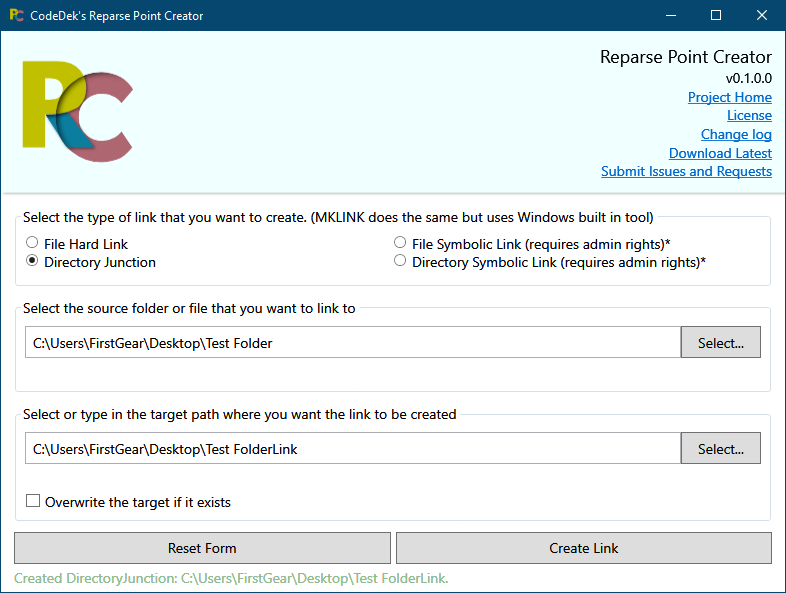 PC CodeDek's Reparse Point Creator
PC
Reparse Point Creator
v0.1.0.0
Project Home
License
Change log
Download Latest
Submit Issues and Requests
Select the type of link that you want to create. (MKLINK does the same but uses Windows built in tool)
File Hard Link
File Symbolic Link (requires admin rights)*
Directory Junction
Directory Symbolic Link (requires admin rights)*
Select the source folder or file that you want to link to
C:\Users\FirstGear\Desktop\Test Folder
Select...
Select or type in the target path where you want the link to be created
C:\Users\FirstGear\Desktop\Test FolderLink
Select...
Overwrite the target if it exists
Reset Form
Create Link
Created DirectoryJunction: C:\Users\FirstGear\Desktop\Test FolderLink.